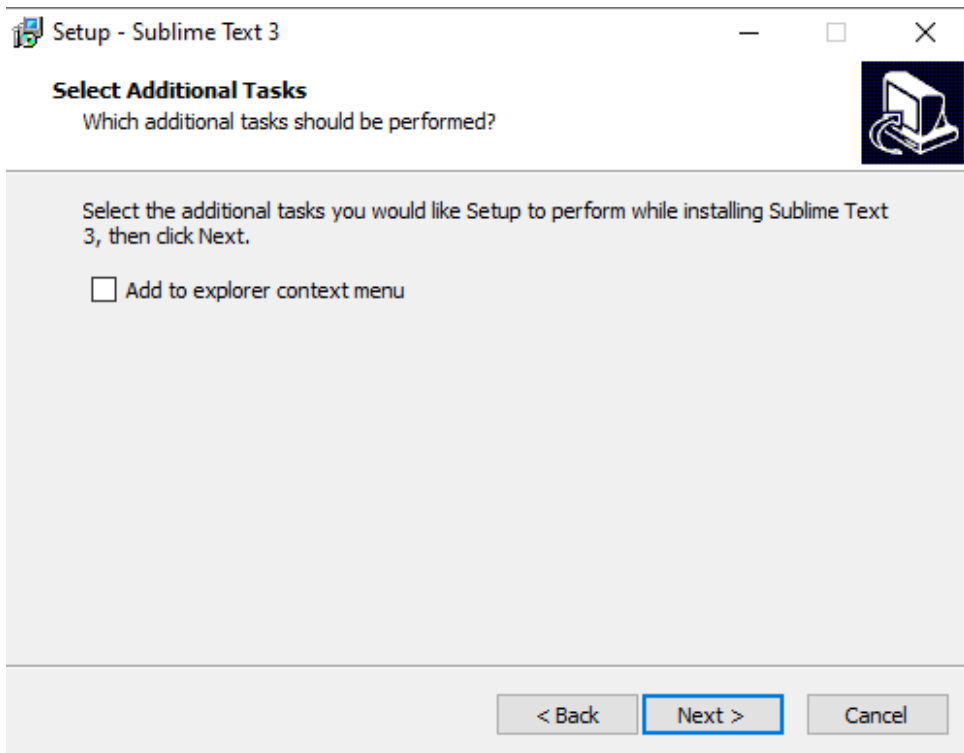 Setup - Sublime Text 3
Select Additional Tasks
Which additional tasks should be performed?
Select the additional tasks you would like Setup to perform while installing Sublime Text
3, then click Next.
Add to explorer context menu
< Back
Next >
Cancel